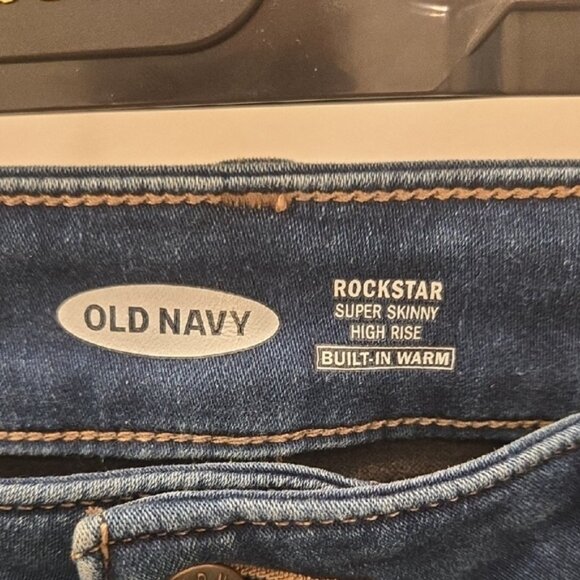 OLD NAVY
ROCKSTAR
SUPER SKINNY
HIGH RISE
BUILT-IN WARM